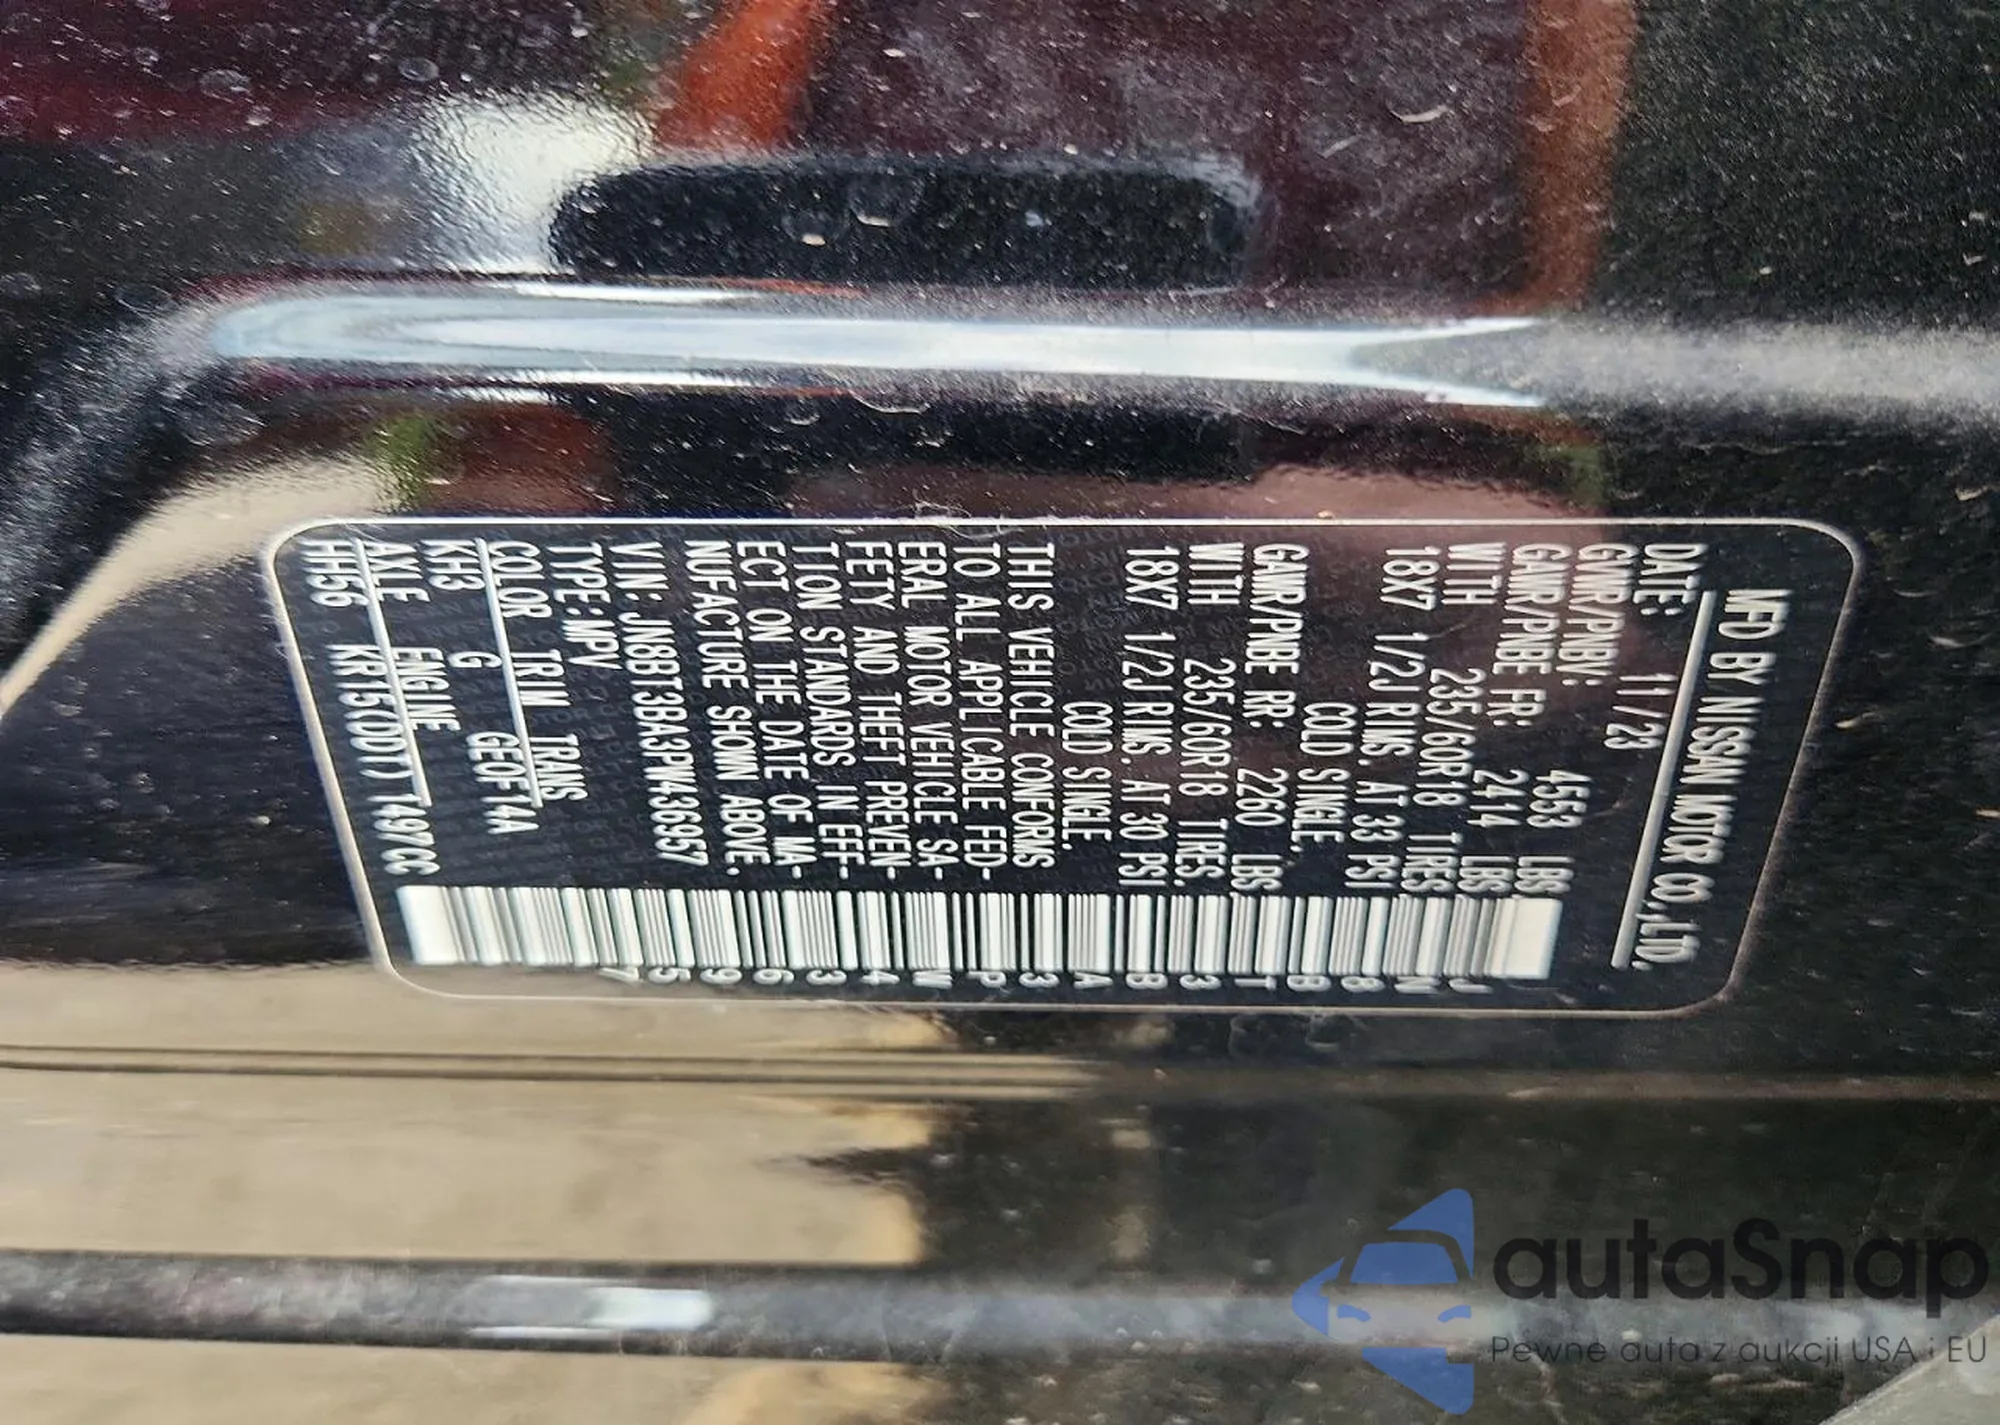 MFD BY NISSAN MOTOR CO.,LTD.
DATE: 11/23
GVWR/PNBV: 4553 LBS
GAWR/PNBE FR: 2414 LBS
WITH 235/60R18 TIRES
18X7 1/2J RIMS. AT 33 PSI
COLD SINGLE.
GAWR/PNBE RR: 2260 LBS
WITH 235/60R18 TIRES.
18X7 1/2J RIMS. AT 30 PSI
COLD SINGLE.
THIS VEHICLE CONFORMS
TO ALL APPLICABLE FED-
ERAL MOTOR VEHICLE SA-
FETY AND THEFT PREVEN-
TION STANDARDS IN EFF-
ECT ON THE DATE OF MA-
NUFACTURE SHOWN ABOVE.
VIN: JN8BT3BA3PW436957
TYPE:MPV
COLOR TRIM TRANS
KH3 G GEOF14A
AXLE ENGINE
HH56 KR15(DDT) 1497CC
JN8BT3BA3PW436957
autaSnap
Pewne auta z aukcji USA i EU